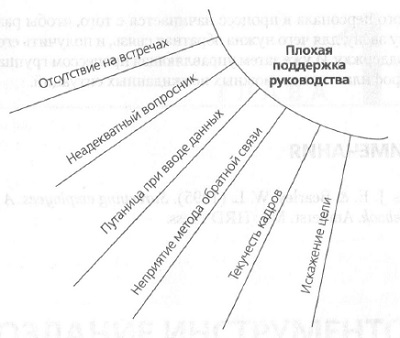 Плохая
поддержка
руководства
Отсутствие на встречах
Неадекватный вопросник
Путаница при вводе данных
Неприятие метода обратной связи
Текучесть кадров
Искажение цели